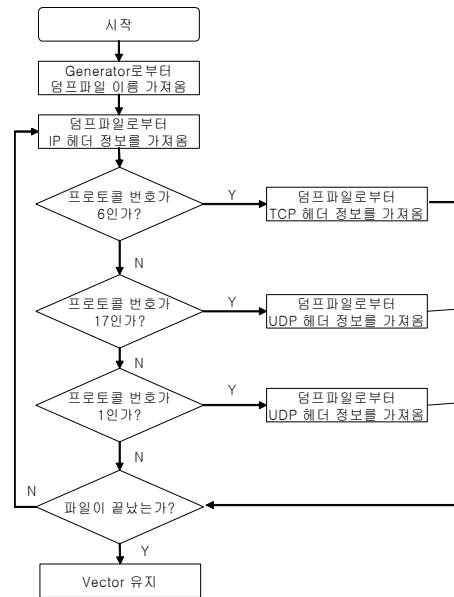 시작
Generator로부터
덤프파일 이름 가져옴
덤프파일로부터
IP 헤더 정보를 가져옴
프로토콜 번호가
6인가?
Y
덤프파일로부터
TCP 헤더 정보를 가져옴
N
프로토콜 번호가
17인가?
Y
덤프파일로부터
UDP 헤더 정보를 가져옴
N
프로토콜 번호가
1인가?
Y
덤프파일로부터
UDP 헤더 정보를 가져옴
N
N
파일이 끝났는가?
Y
Vector 유지